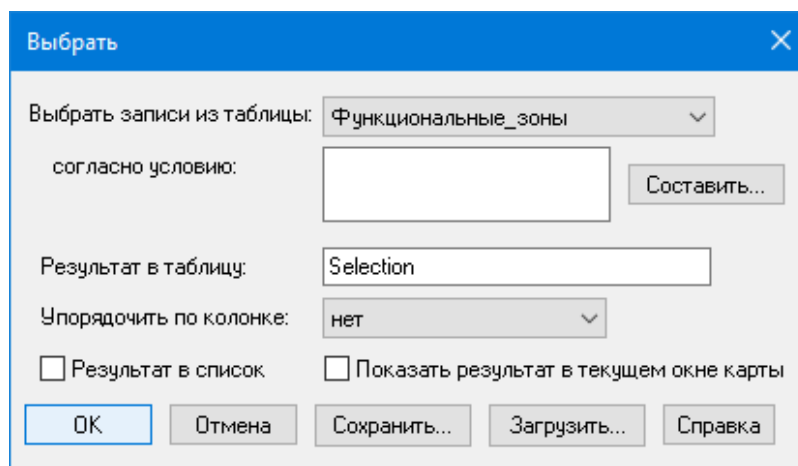 Выбрать
Выбрать записи из таблицы: Функциональные_зоны
согласно условию:
Составить...
Результат в таблицу: Selection
Упорядочить по колонке: нет
Результат в список Показать результат в текущем окне карты
OK Отмена Сохранить... Загрузить... Справка